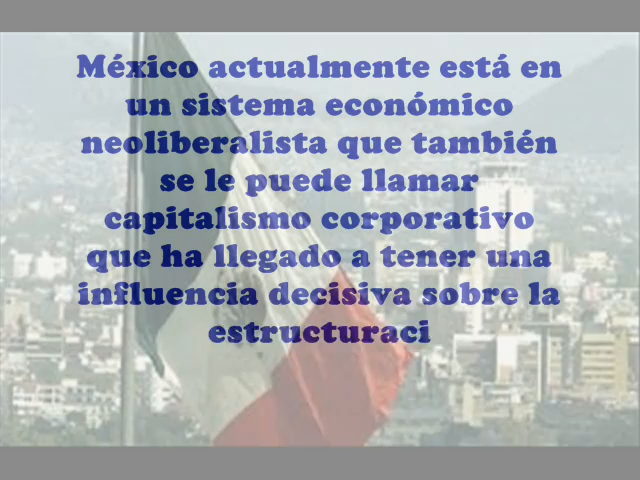 México actualmente está en
un sistema económico
neoliberalista que también
se le puede llamar
capitalismo corporativo
que ha llegado a tener una
influencia decisiva sobre la
estructuraci